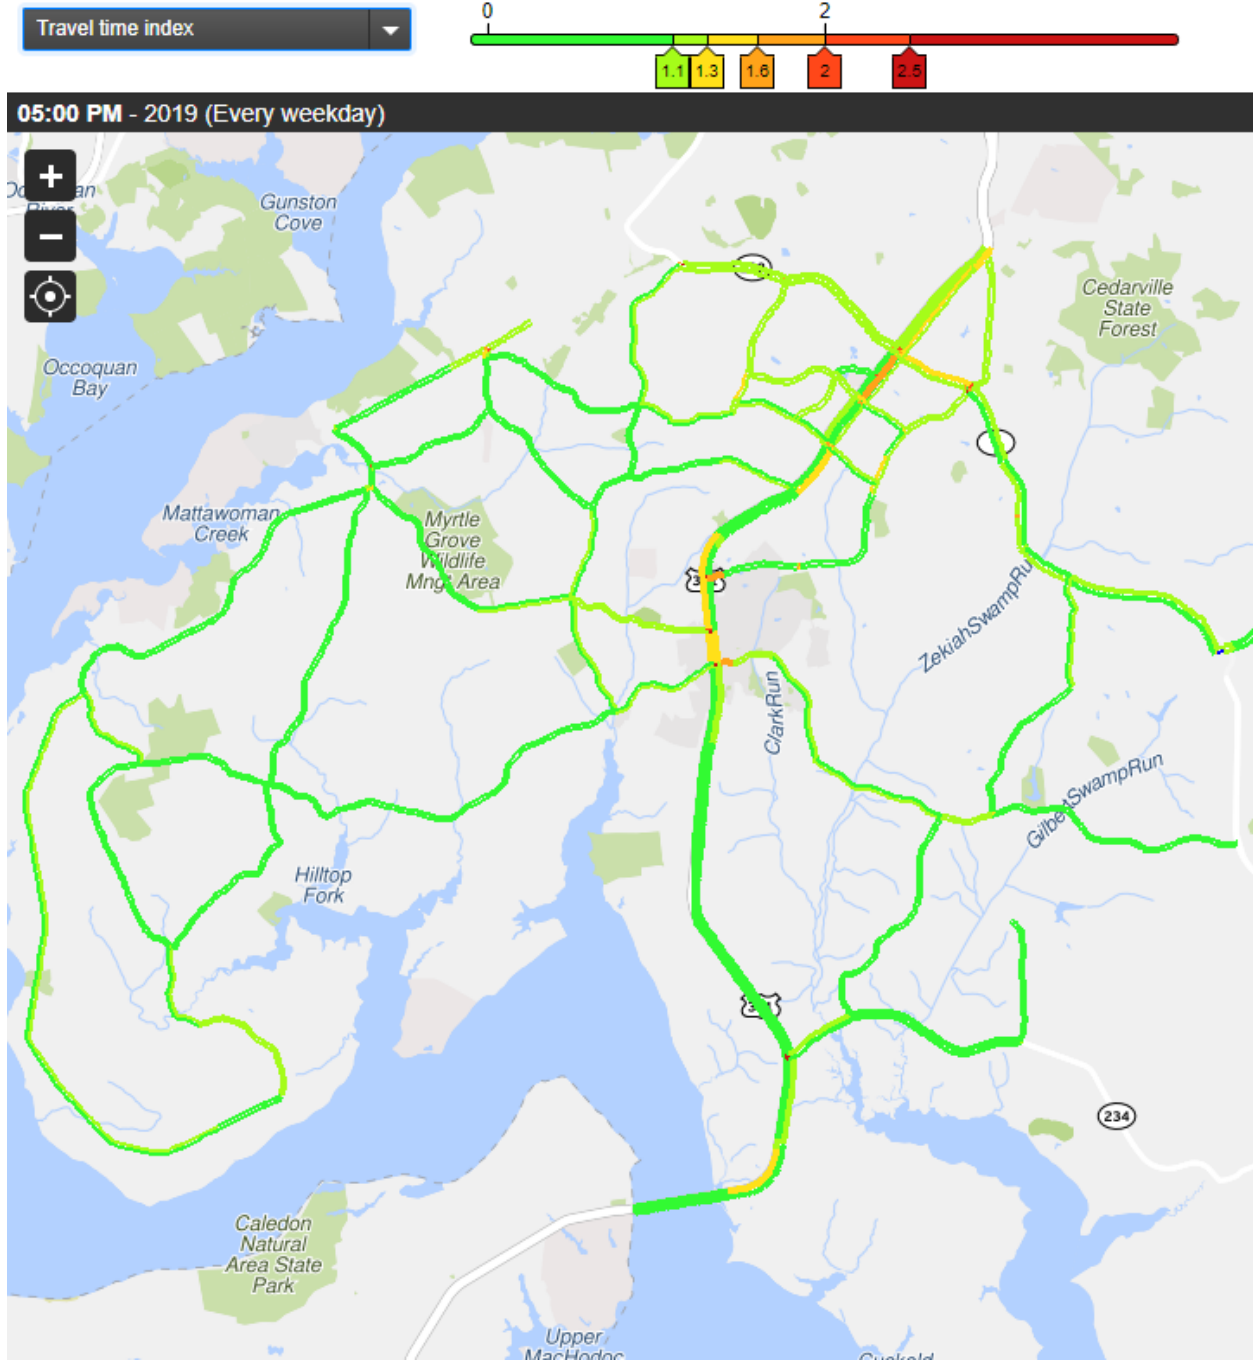 Travel time index
0
2
1.1
1.3
1.6
2
2.5
05:00 PM - 2019 (Every weekday)
+
−
Gunston
Cove
Cedarville
State
Forest
Occoquan
Bay
Mattawoman
Creek
Myrtle
Grove
Wildlife
Mngt Area
ZekiahSwampRu
ClarkRun
SwampRun
Hilltop
Fork
234
Caledon
Natural
Area State
Park
Upper
MacHodoc